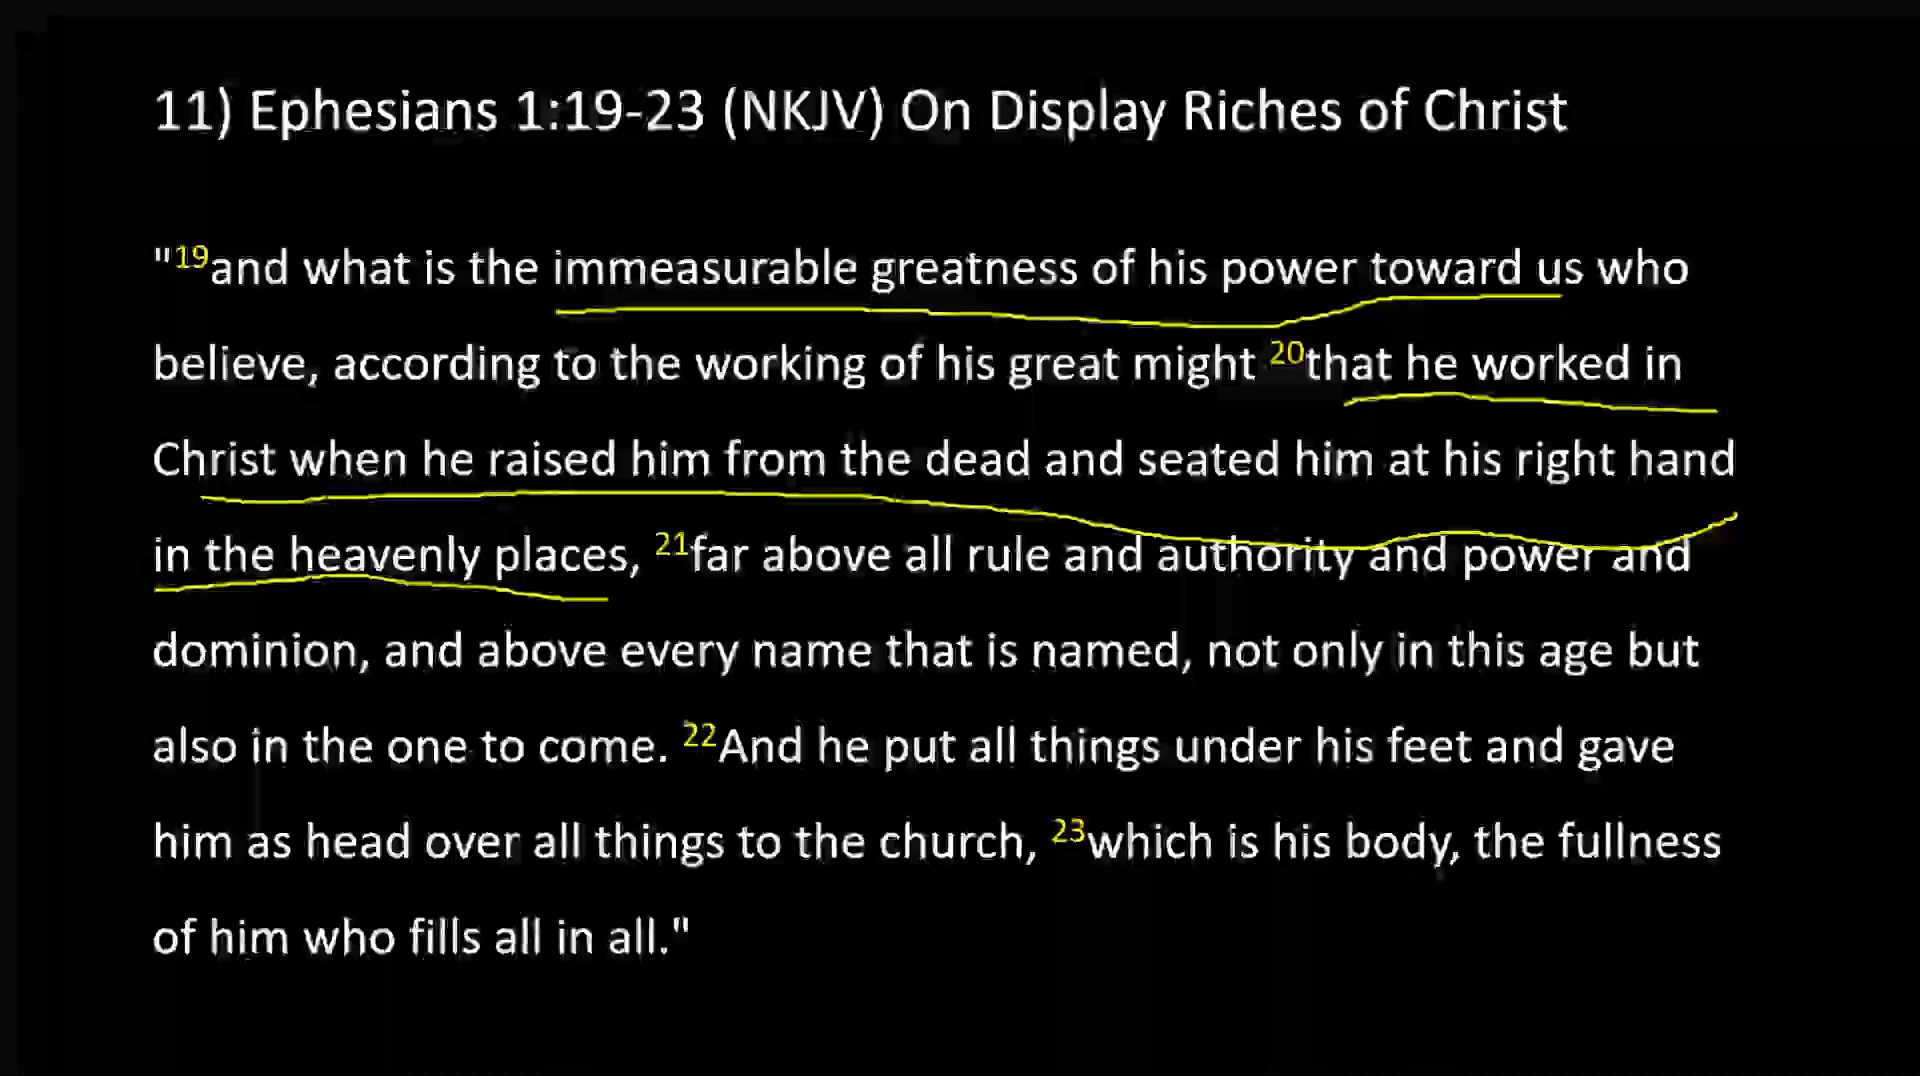 11) Ephesians 1:19-23 (NKJV) On Display Riches of Christ
"19and what is the immeasurable greatness of his power toward us who
believe, according to the working of his great might 20that he worked in
Christ when he raised him from the dead and seated him at his right hand
in the heavenly places, 21far above all rule and authority and power and
dominion, and above every name that is named, not only in this age but
also in the one to come. 22And he put all things under his feet and gave
him as head over all things to the church, 23which is his body, the fullness
of him who fills all in all."